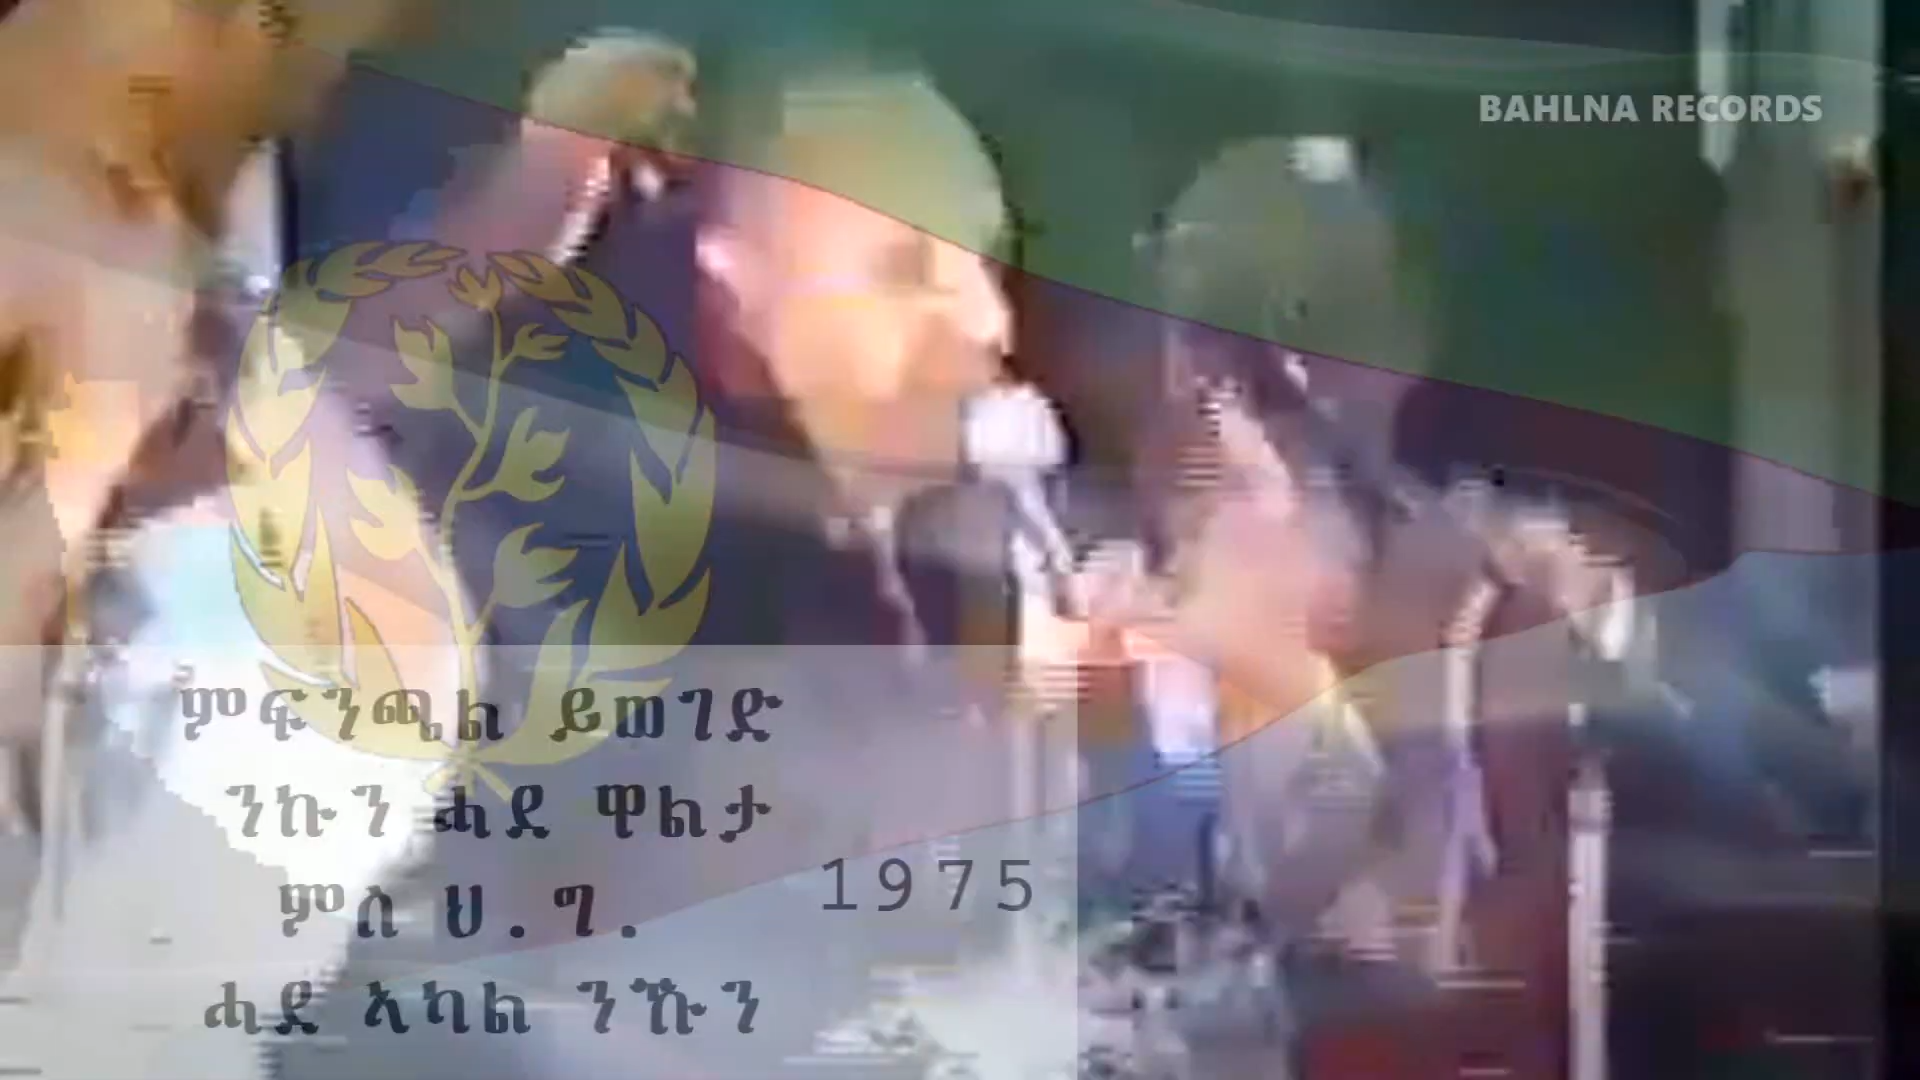 BAHLNA RECORDS
ምፍንጫል ይወገድ
ንኩን ሓደ ዋልታ
ምስ ህ.ግ.
ሓደ ኣካል ንኹን
1975